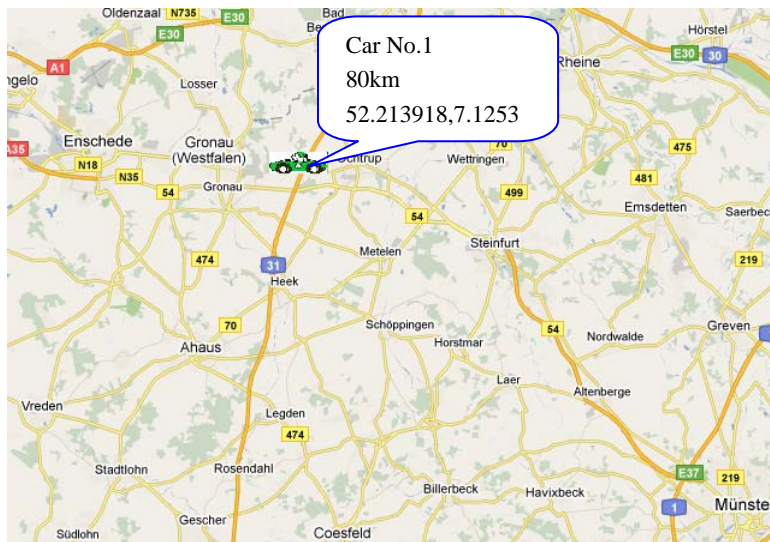 Oldenzaal
N735
E30
Bad
Be
Hörstel
E30
E30
30
A1
Rheine
ngelo
Losser
Car No.1
80km
52.213918,7.1253
Enschede
Gronau
(Westfalen)
A35
N18
N35
54
Gronau
Ochtrup
Wettringen
70
475
499
481
Emsdetten
Saerbec
54
Steinfurt
Metelen
474
31
Heek
219
70
Schöppingen
54
Nordwalde
Greven
Ahaus
Horstmar
Laer
Altenberge
Vreden
Legden
474
Stadtlohn
Rosendahl
E37
219
Billerbeck
Havixbeck
1
Münste
Gescher
Coesfeld
Südlohn